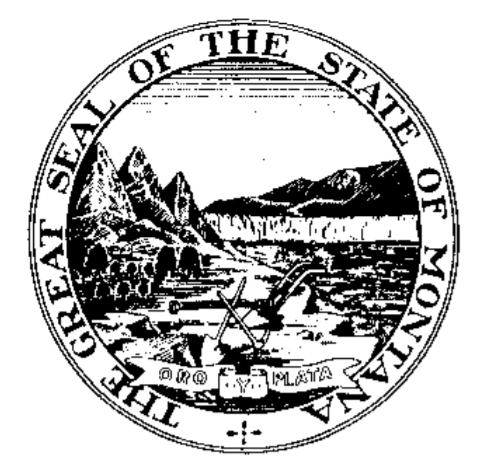 THE GREAT SEAL OF THE STATE OF MONTANA
ORO Y PLATA